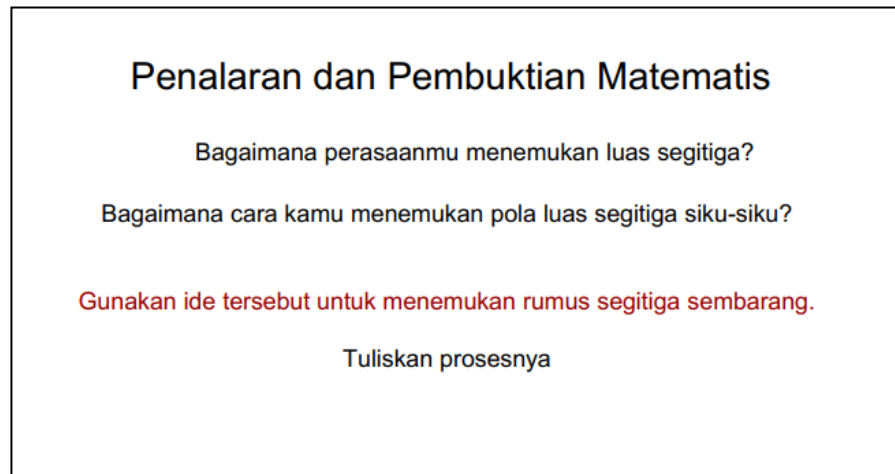 Penalaran dan Pembuktian Matematis
Bagaimana perasaanmu menemukan luas segitiga?
Bagaimana cara kamu menemukan pola luas segitiga siku-siku?
Gunakan ide tersebut untuk menemukan rumus segitiga sembarang.
Tuliskan prosesnya